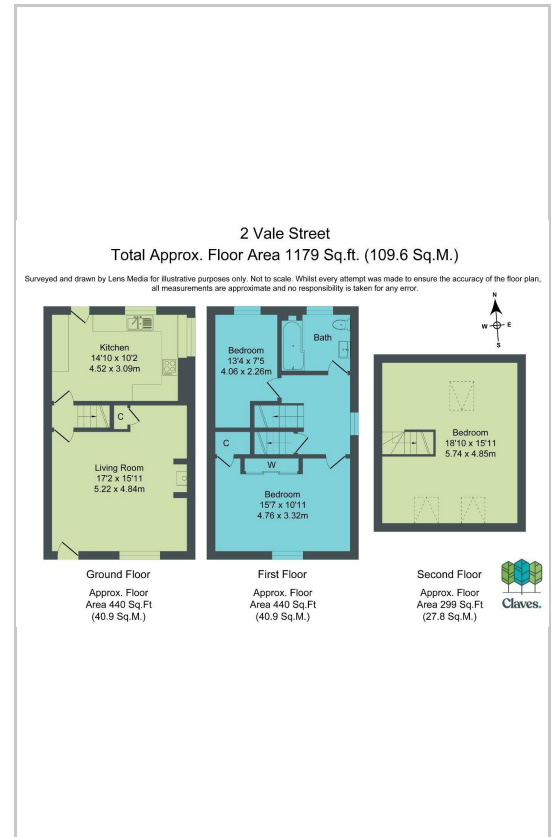 2 Vale Street
Total Approx. Floor Area 1179 Sq.ft. (109.6 Sq.M.)
Surveyed and drawn by Lens Media for illustrative purposes only. Not to scale. Whilst every attempt was made to ensure the accuracy of the floor plan,
all measurements are approximate and no responsibility is taken for any error.
N
W
E
S
Kitchen
14'10 x 10'2
4.52 x 3.09m
C
Living Room
17'2 x 15'11
5.22 x 4.84m
Bedroom
13'4 x 7'5
4.06 x 2.26m
Bath
C
W
Bedroom
15'7 x 10'11
4.76 x 3.32m
Bedroom
18'10 x 15'11
5.74 x 4.85m
Ground Floor
Approx. Floor
Area 440 Sq.Ft
(40.9 Sq.M.)
First Floor
Approx. Floor
Area 440 Sq.Ft
(40.9 Sq.M.)
Second Floor
Approx. Floor
Area 299 Sq.Ft
(27.8 Sq.M.)
Claves.